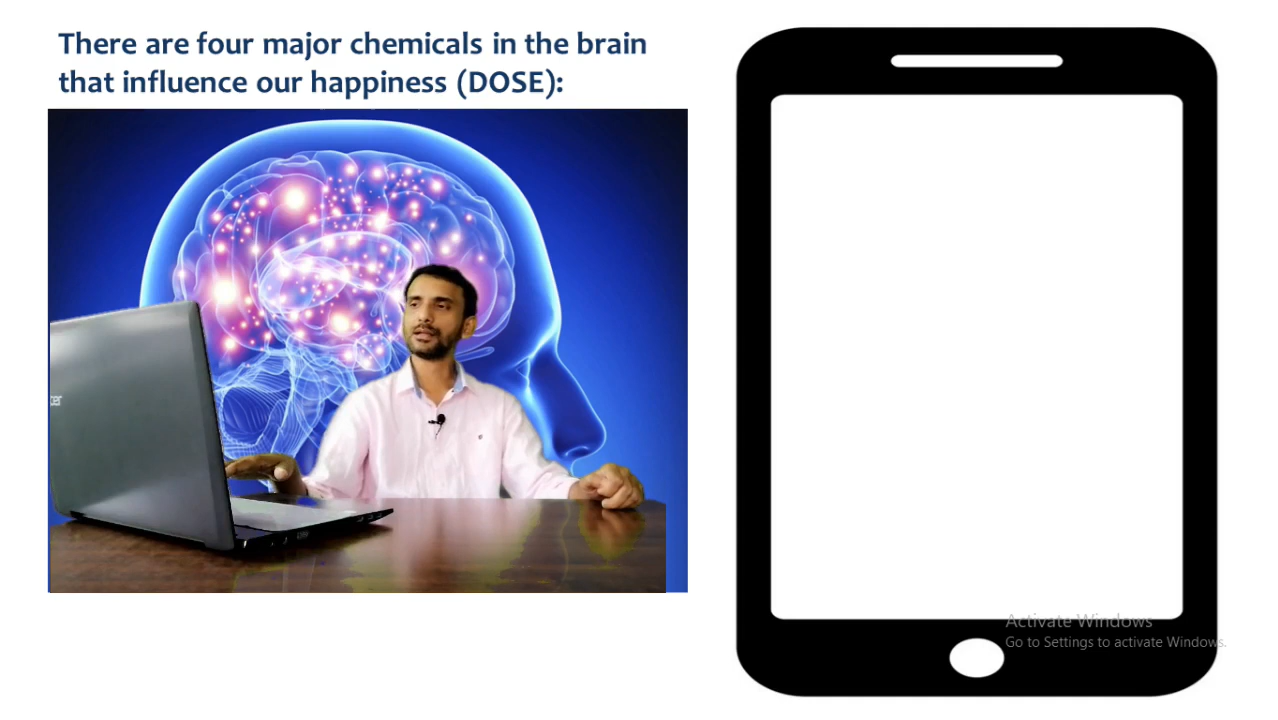 There are four major chemicals in the brain
that influence our happiness (DOSE):
Activate Windows
Go to Settings to activate Windows.